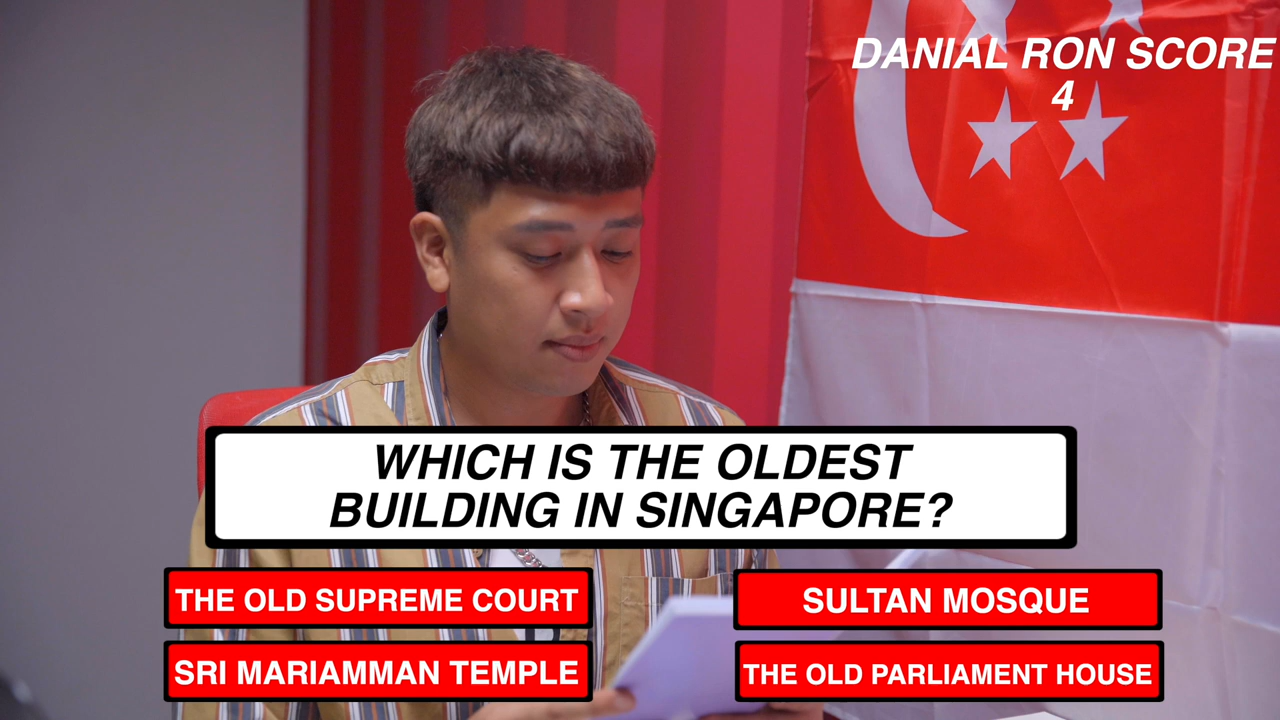 DANIAL RON SCORE
4
WHICH IS THE OLDEST
BUILDING IN SINGAPORE?
THE OLD SUPREME COURT
SULTAN MOSQUE
SRI MARIAMMAN TEMPLE
THE OLD PARLIAMENT HOUSE